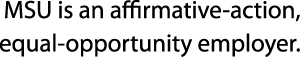 MSU is an affirmative-action,
equal-opportunity employer.